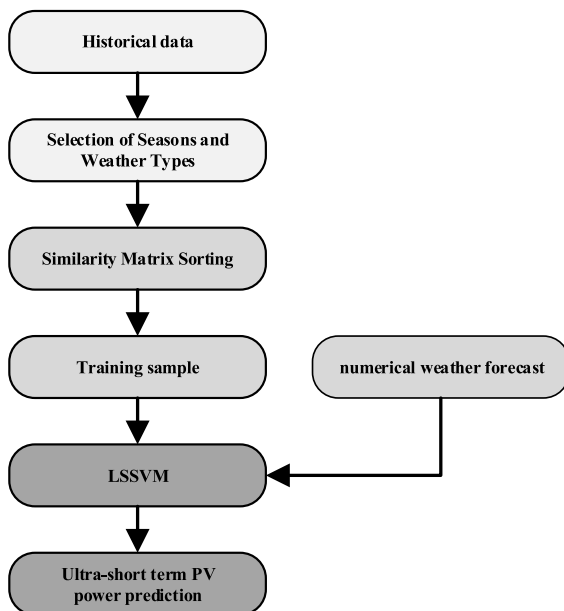 Historical data
Selection of Seasons and
Weather Types
Similarity Matrix Sorting
Training sample
numerical weather forecast
LSSVM
Ultra-short term PV
power prediction